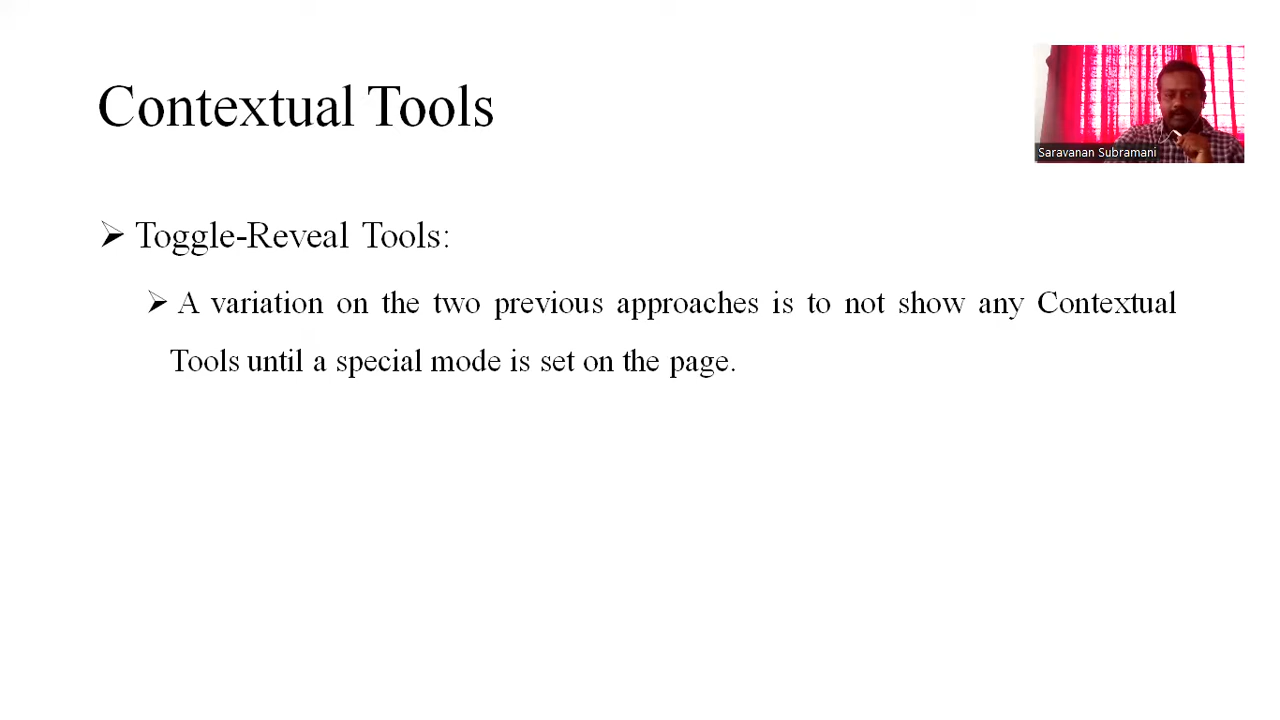 Contextual Tools
Saravanan Subramani
➢ Toggle-Reveal Tools:
➢ A variation on the two previous approaches is to not show any Contextual
Tools until a special mode is set on the page.